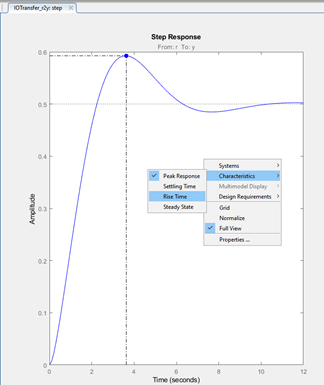 IOTransfer_r2y: step
Step Response
From: r To: y
0.6
0.5
0.4
0.3
0.2
0.1
0
Amplitude
Peak Response
Settling Time
Rise Time
Steady State
Systems
Characteristics
Multimodel Display
Design Requirements
Grid
Normalize
Full View
Properties ...
0 2 4 6 8 10 12
Time (seconds)